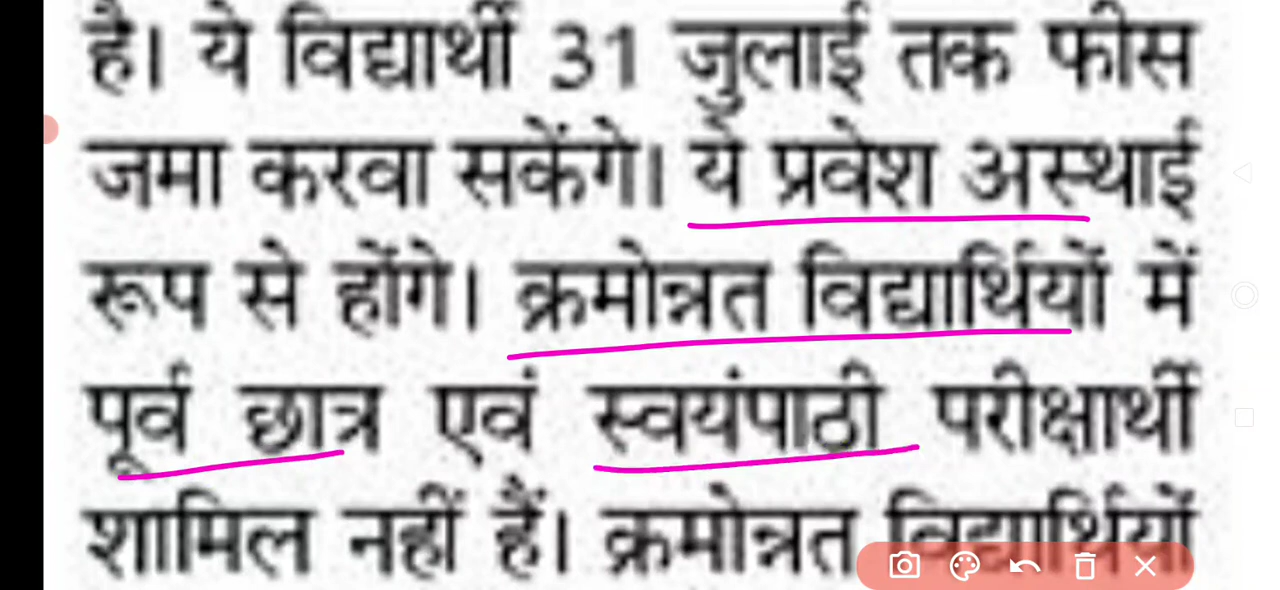 है। ये विद्यार्थी 31 जुलाई तक फीस
जमा करवा सकेंगे। ये प्रवेश अस्थाई
रूप से होंगे। क्रमोन्नत विद्यार्थियों में
पूर्व छात्र एवं स्वयंपाठी परीक्षार्थी
शामिल नहीं हैं। क्रमोन्नत विद्यार्थियों